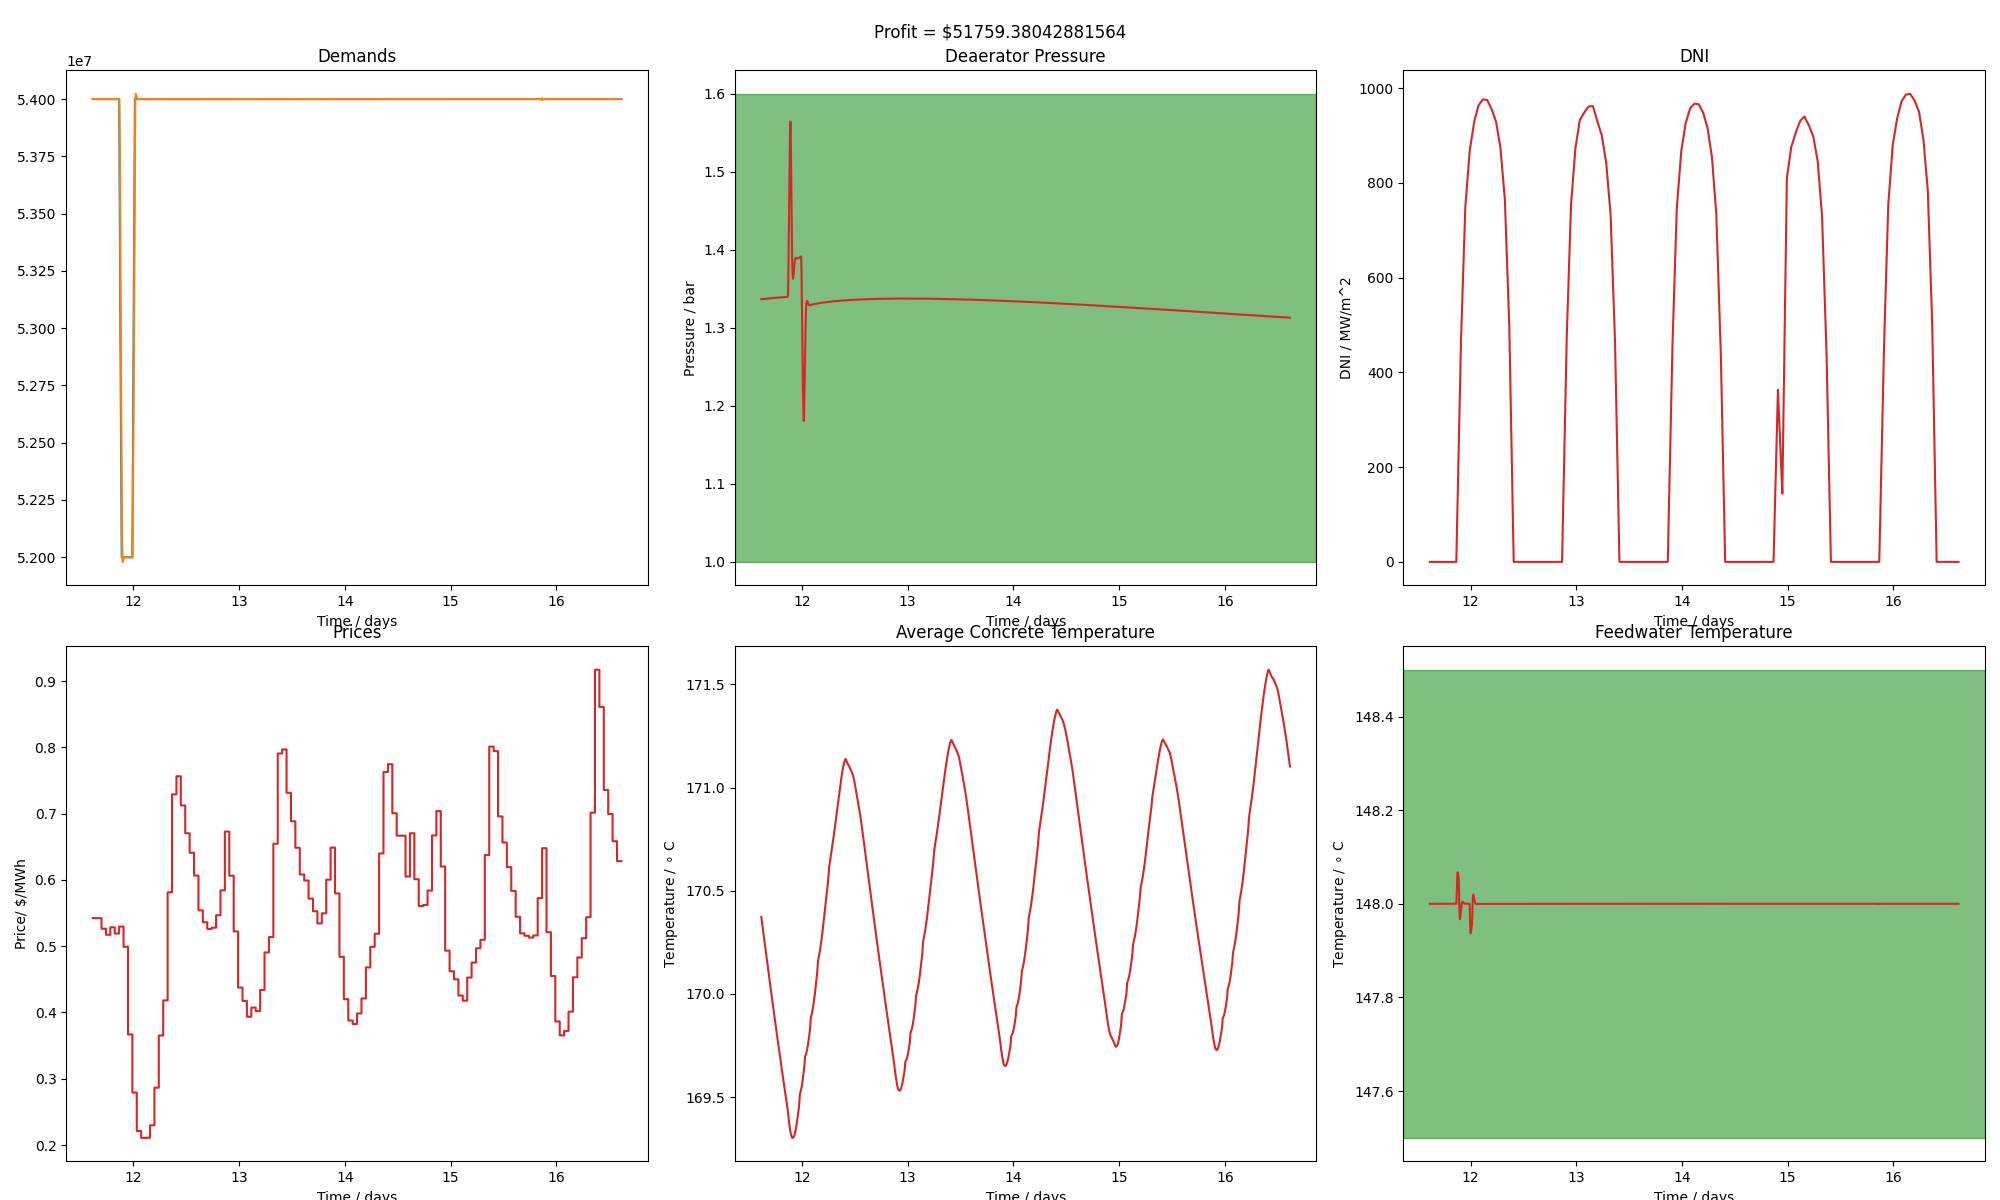 Profit = $51759.38042881564
Demands
1e7
5.400
5.375
5.350
5.325
5.300
5.275
5.250
5.225
5.200
12 13 14 15 16
Time / days
Deaerator Pressure
Pressure / bar
1.6
1.5
1.4
1.3
1.2
1.1
1.0
12 13 14 15 16
Time / days
DNI
DNI / MW/m^2
1000
800
600
400
200
0
12 13 14 15 16
Time / days
Prices
Price/ $/MWh
0.9
0.8
0.7
0.6
0.5
0.4
0.3
0.2
12 13 14 15 16
Time / days
Average Concrete Temperature
Temperature / ∘ C
171.5
171.0
170.5
170.0
169.5
12 13 14 15 16
Time / days
Feedwater Temperature
Temperature / ∘ C
148.4
148.2
148.0
147.8
147.6
12 13 14 15 16
Time / days